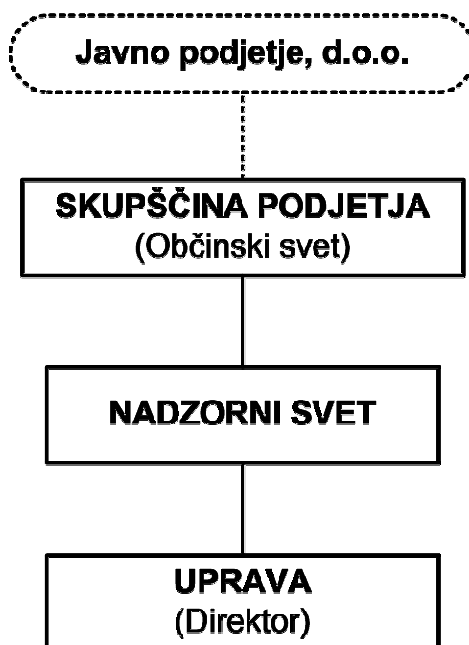 Javno podjetje, d.o.o.
SKUPŠČINA PODJETJA
(Občinski svet)
NADZORNI SVET
UPRAVA
(Direktor)